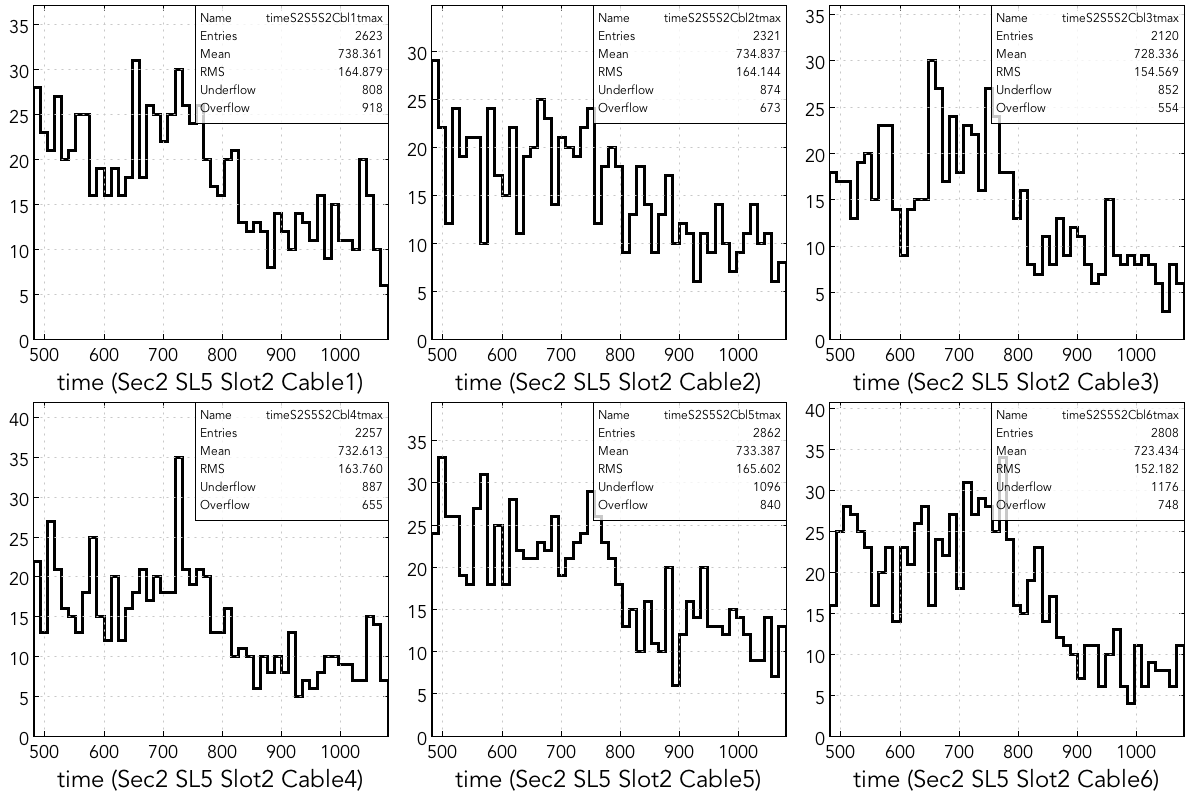 Name timeS2S5S2Cbl1tmax
Entries 2623
Mean 738.361
RMS 164.879
Underflow 808
Overflow 918
35
30
25
20
15
10
5
0
500 600 700 800 900 1000
time (Sec2 SL5 Slot2 Cable1)
Name timeS2S5S2Cbl2tmax
Entries 2321
Mean 734.837
RMS 164.144
Underflow 874
Overflow 673
30
25
20
15
10
5
0
500 600 700 800 900 1000
time (Sec2 SL5 Slot2 Cable2)
Name timeS2S5S2Cbl3tmax
Entries 2120
Mean 728.336
RMS 154.569
Underflow 852
Overflow 554
35
30
25
20
15
10
5
0
500 600 700 800 900 1000
time (Sec2 SL5 Slot2 Cable3)
Name timeS2S5S2Cbl4tmax
Entries 2257
Mean 732.613
RMS 163.760
Underflow 887
Overflow 655
40
35
30
25
20
15
10
5
0
500 600 700 800 900 1000
time (Sec2 SL5 Slot2 Cable4)
Name timeS2S5S2Cbl5tmax
Entries 2862
Mean 733.387
RMS 165.602
Underflow 1096
Overflow 840
35
30
25
20
15
10
5
0
500 600 700 800 900 1000
time (Sec2 SL5 Slot2 Cable5)
Name timeS2S5S2Cbl6tmax
Entries 2808
Mean 723.434
RMS 152.182
Underflow 1176
Overflow 748
40
35
30
25
20
15
10
5
0
500 600 700 800 900 1000
time (Sec2 SL5 Slot2 Cable6)